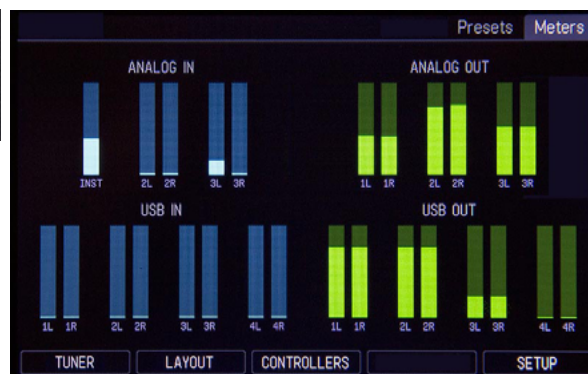 Presets Meters
ANALOG IN ANALOG OUT
INST 2L 2R 3L 3R 1L 1R 2L 2R 3L 3R
USB IN USB OUT
1L 1R 2L 2R 3L 3R 4L 4R 1L 1R 2L 2R 3L 3R 4L 4R
TUNER LAYOUT CONTROLLERS SETUP